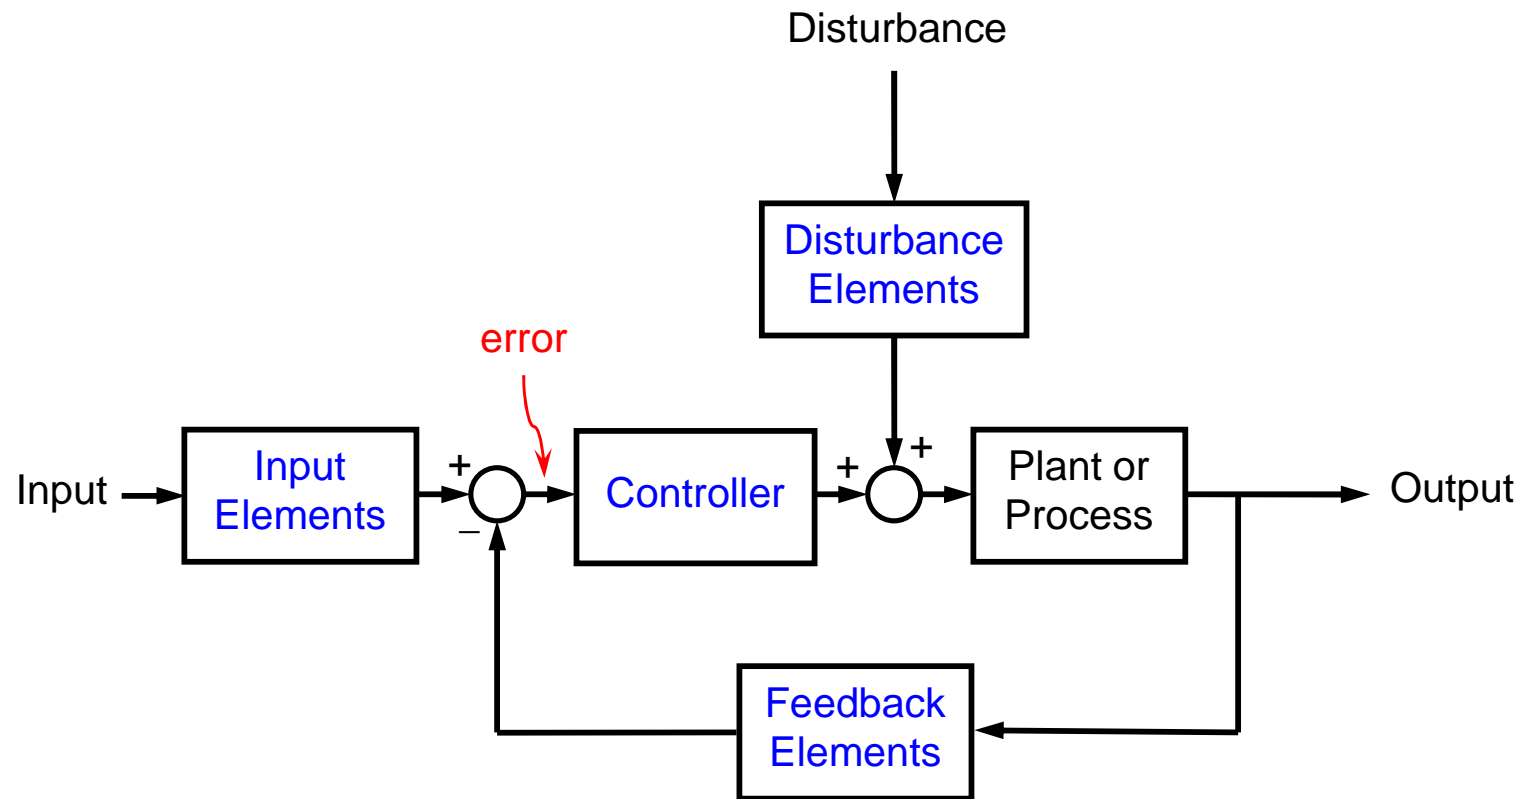 Disturbance
Disturbance
Elements
error
Input
Input
Elements
+
−
Controller
+
+
Plant or
Process
Output
Feedback
Elements